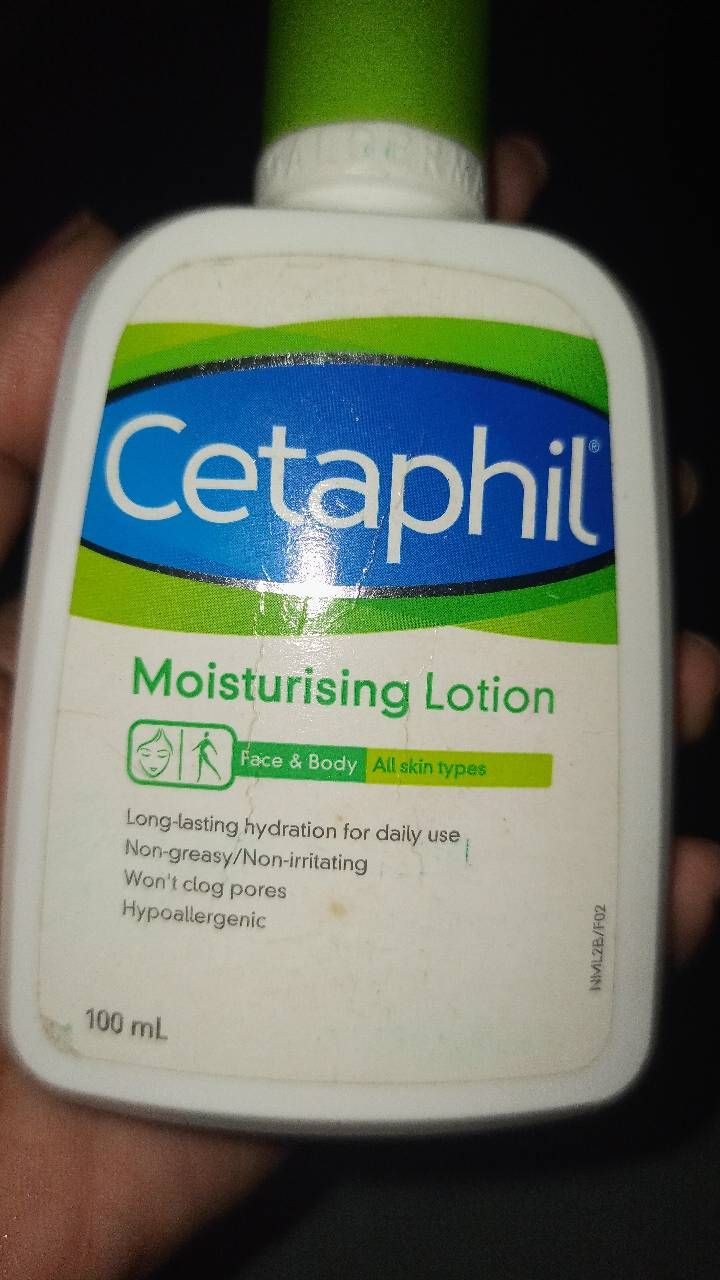 DERMA
Cetaphil®
Moisturising Lotion
Face & Body All skin types
Long-lasting hydration for daily use
Non-greasy/Non-irritating
Won't clog pores
Hypoallergenic
NML2B/F02
100 mL